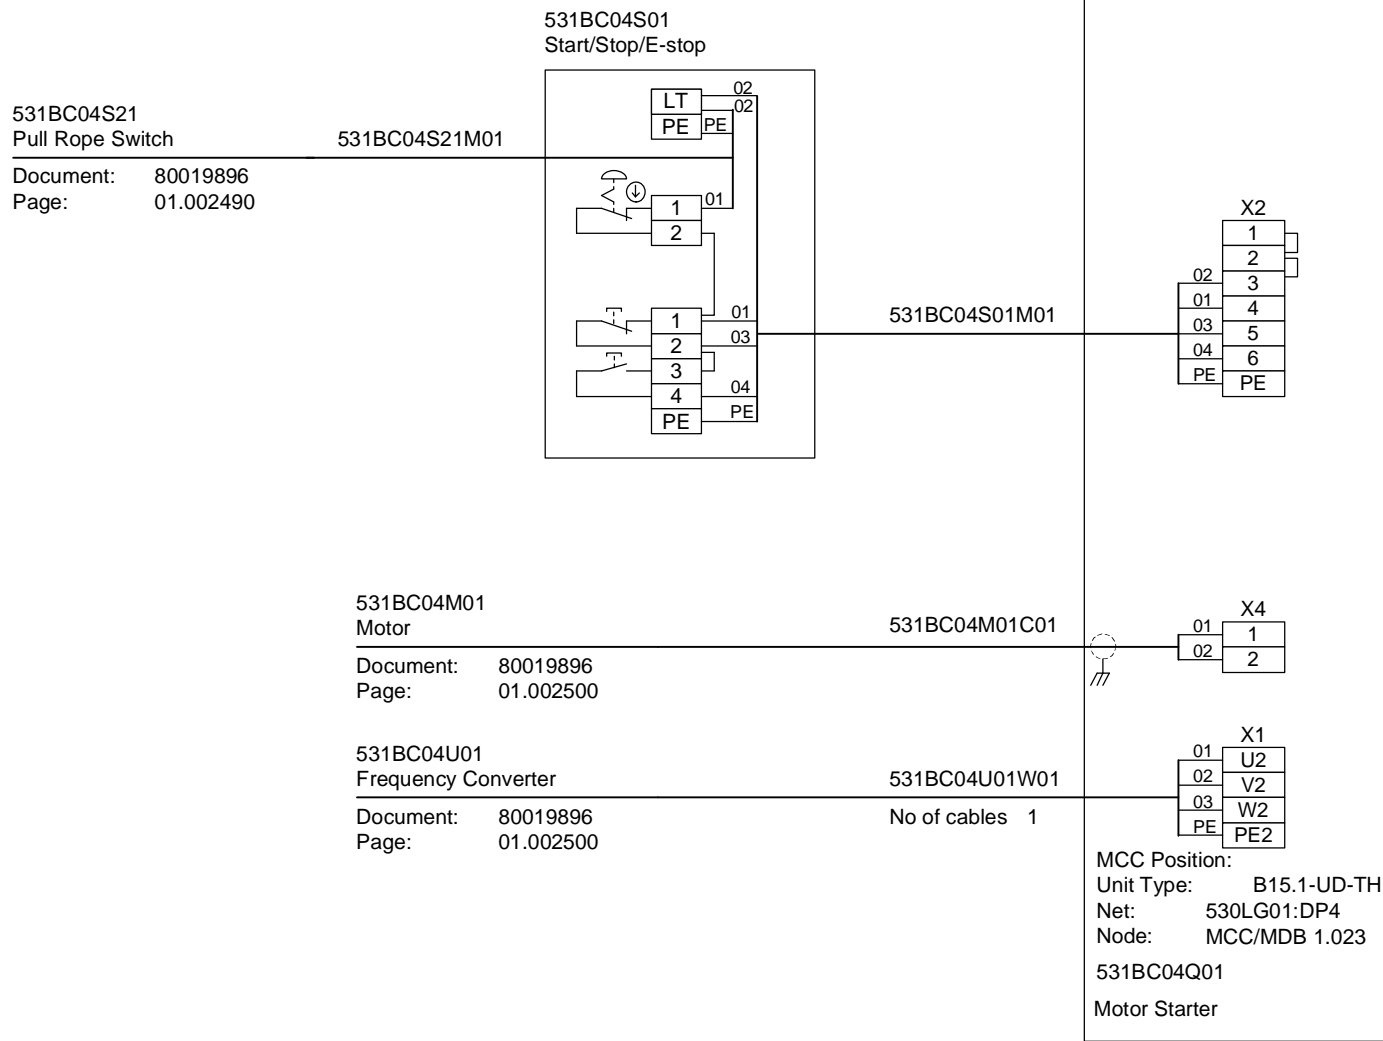 531BC04S01
Start/Stop/E-stop
531BC04S21
Pull Rope Switch
531BC04S21M01
Document: 80019896
Page: 01.002490
LT 02
02
PE PE
1 01
2
1 01
2 03
3
4 04
PE PE
531BC04S01M01
X2
1
2
02 3
01 4
03 5
04 6
PE PE
531BC04M01
Motor
531BC04M01C01
Document: 80019896
Page: 01.002500
X4
01 1
02 2
531BC04U01
Frequency Converter
531BC04U01W01
Document: 80019896
Page: 01.002500
No of cables 1
X1
01 U2
02 V2
03 W2
PE PE2
MCC Position:
Unit Type: B15.1-UD-TH
Net: 530LG01:DP4
Node: MCC/MDB 1.023
531BC04Q01
Motor Starter